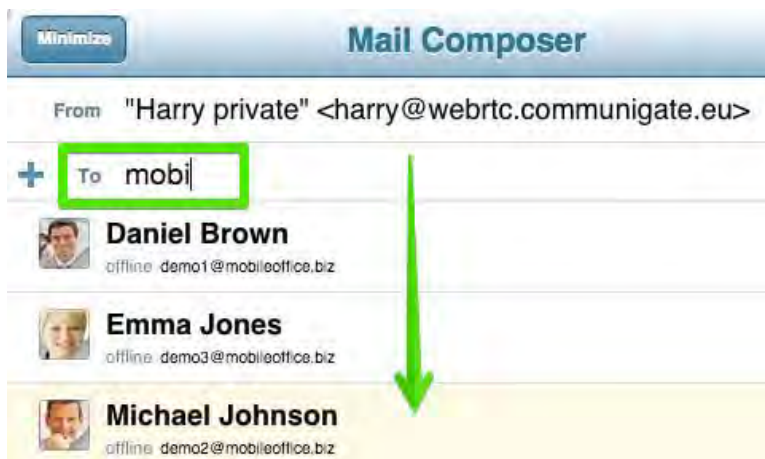 Minimize
Mail Composer
From "Harry private" <harry@webrtc.communigate.eu>
+ To mobi
Daniel Brown
offline demo1@mobileoffice.biz
Emma Jones
offline demo3@mobileoffice.biz
Michael Johnson
offline demo2@mobileoffice.biz